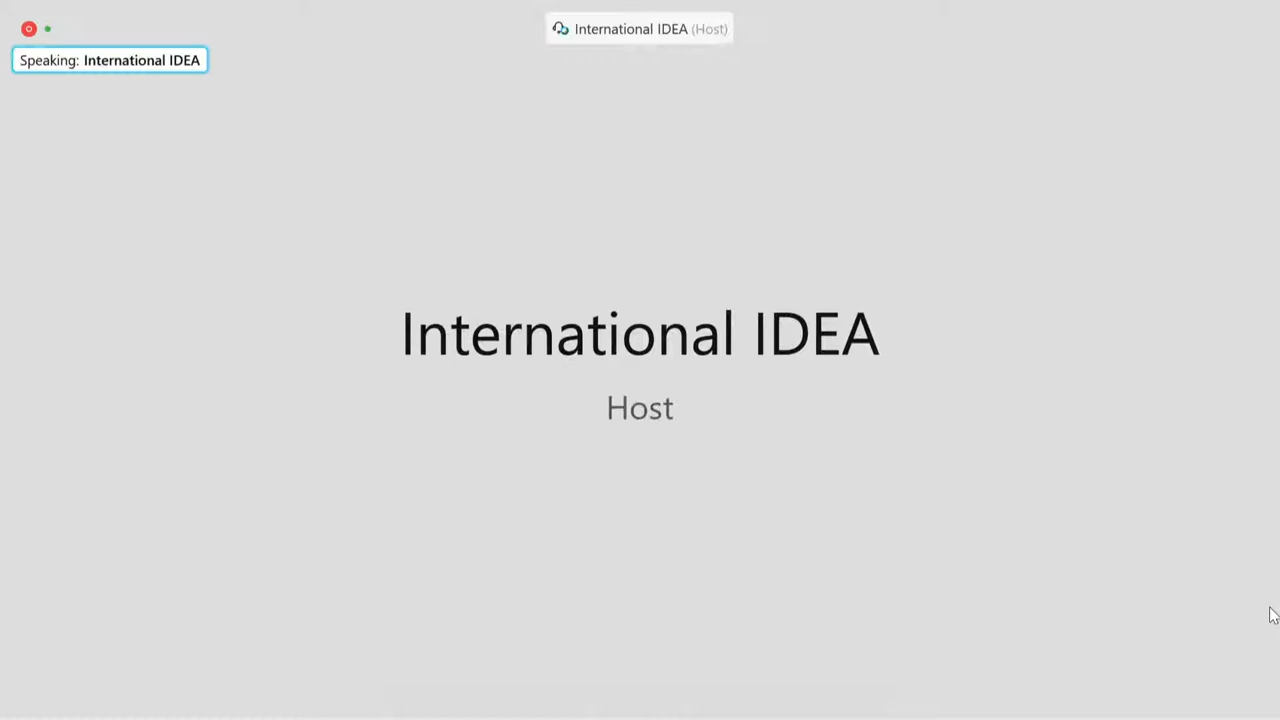 International IDEA (Host)
Speaking: International IDEA
International IDEA
Host